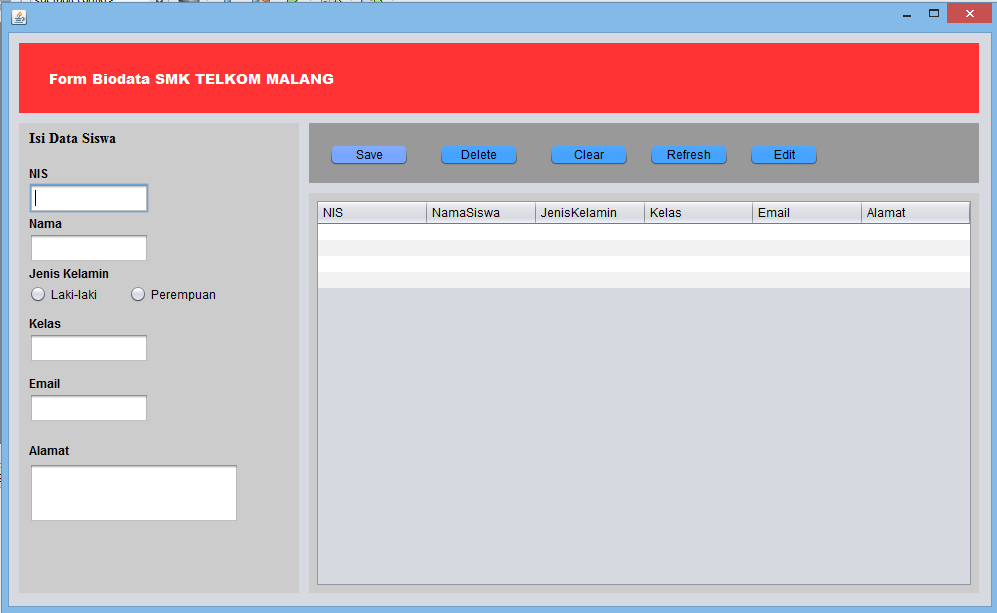 Form Biodata SMK TELKOM MALANG
Isi Data Siswa
NIS
Nama
Jenis Kelamin
Laki-laki Perempuan
Kelas
Email
Alamat
Save Delete Clear Refresh Edit
NIS NamaSiswa JenisKelamin Kelas Email Alamat